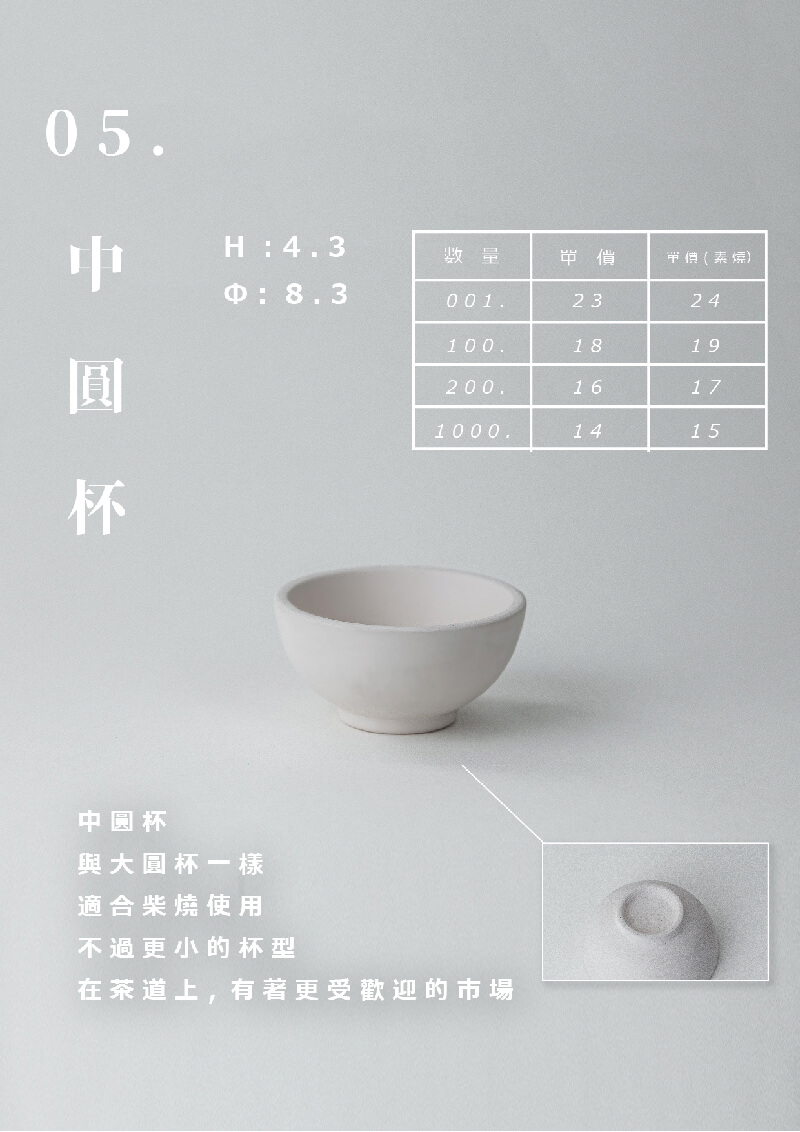 05.
中圓杯
H :4.3
Φ: 8.3
數量 單價 單價(素燒)
001. 23 24
100. 18 19
200. 16 17
1000. 14 15
中圓杯
與大圓杯一樣
適合柴燒使用
不過更小的杯型
在茶道上,有著更受歡迎的市場